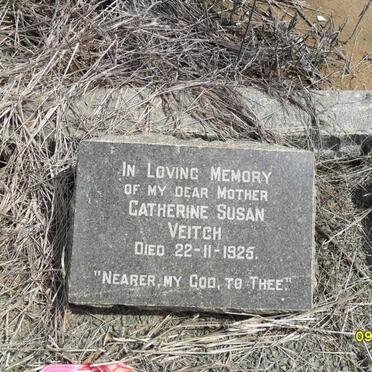 In Loving Memory
of my dear Mother
Catherine Susan
Veitch
Died 22-11-1925.
"Nearer, my God, to Thee."
09